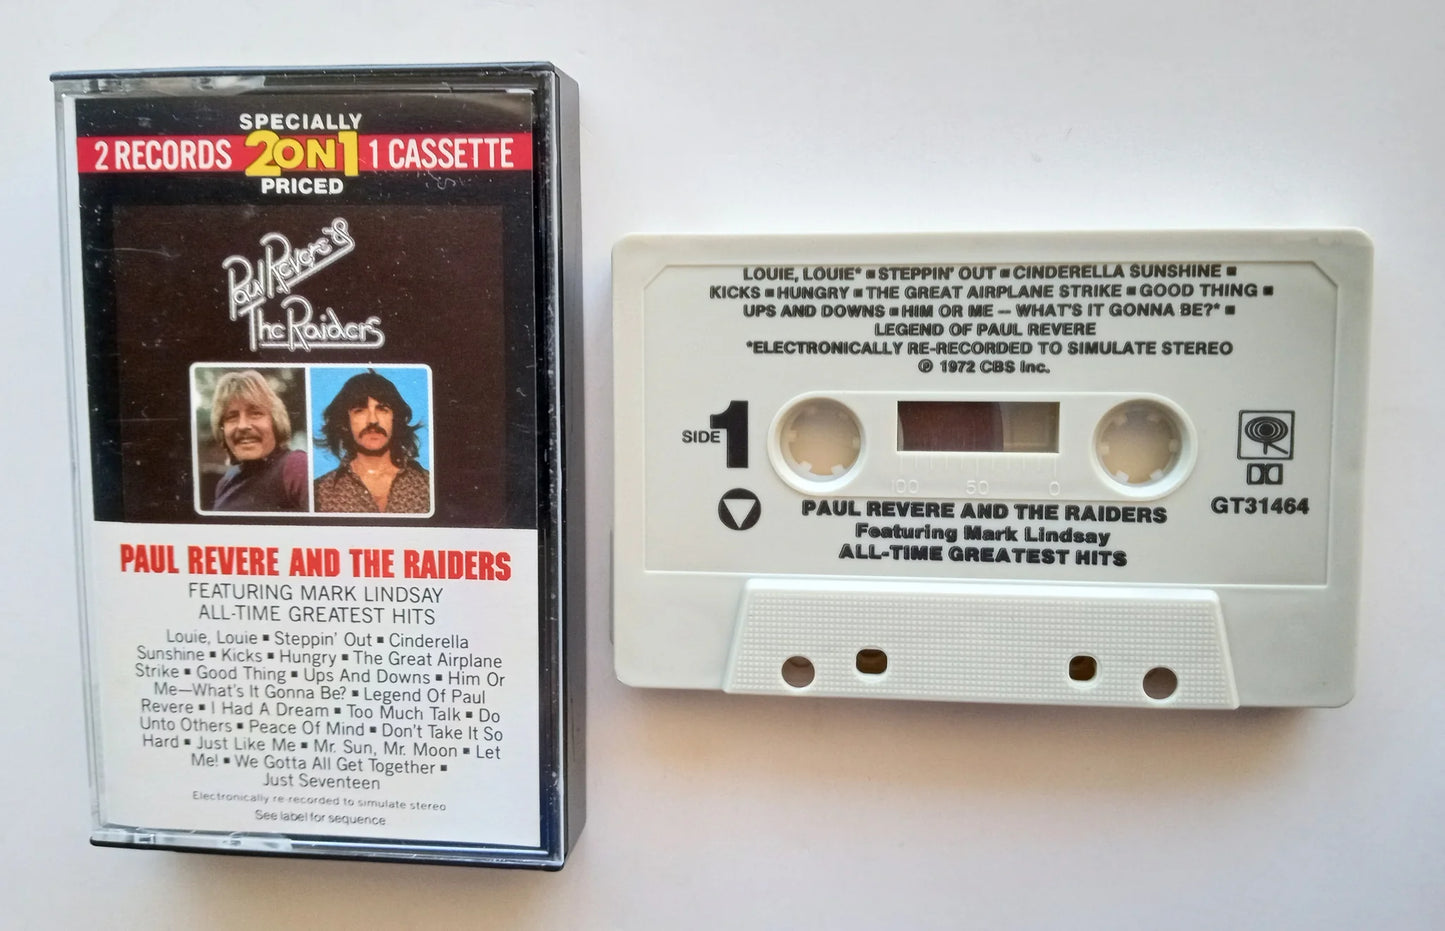 SPECIALLY
2 RECORDS 2ON1 1 CASSETTE
PRICED
Paul Revere &
The Raiders
PAUL REVERE AND THE RAIDERS
FEATURING MARK LINDSAY
ALL-TIME GREATEST HITS
Louie, Louie ▪ Steppin' Out ▪ Cinderella
Sunshine ▪ Kicks ▪ Hungry ▪ The Great Airplane
Strike ▪ Good Thing ▪ Ups And Downs ▪ Him Or
Me—What's It Gonna Be? ▪ Legend Of Paul
Revere ▪ I Had A Dream ▪ Too Much Talk ▪ Do
Unto Others ▪ Peace Of Mind ▪ Don't Take It So
Hard ▪ Just Like Me ▪ Mr. Sun, Mr. Moon ▪ Let
Me! ▪ We Gotta All Get Together ▪
Just Seventeen
Electronically re-recorded to simulate stereo
See label for sequence
LOUIE, LOUIE* ▪ STEPPIN' OUT ▪ CINDERELLA SUNSHINE ▪
KICKS ▪ HUNGRY ▪ THE GREAT AIRPLANE STRIKE ▪ GOOD THING ▪
UPS AND DOWNS ▪ HIM OR ME — WHAT'S IT GONNA BE?* ▪
LEGEND OF PAUL REVERE
*ELECTRONICALLY RE-RECORDED TO SIMULATE STEREO
℗ 1972 CBS Inc.
SIDE 1
100 50 0
GT31464
PAUL REVERE AND THE RAIDERS
Featuring Mark Lindsay
ALL-TIME GREATEST HITS